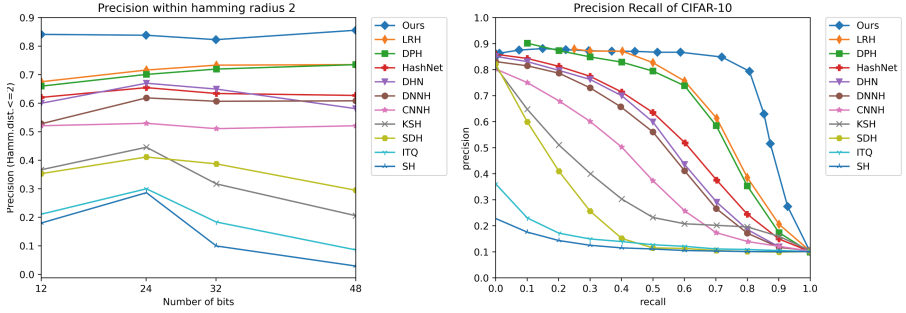 Precision within hamming radius 2
Precision (Hamm.dist.<=2)
0.9
0.8
0.7
0.6
0.5
0.4
0.3
0.2
0.1
0.0
12
24
32
48
Number of bits
Ours
LRH
DPH
HashNet
DHN
DNNH
CNNH
KSH
SDH
ITQ
SH
Precision Recall of CIFAR-10
precision
1.0
0.9
0.8
0.7
0.6
0.5
0.4
0.3
0.2
0.1
0.0
0.0
0.1
0.2
0.3
0.4
0.5
0.6
0.7
0.8
0.9
1.0
recall
Ours
LRH
DPH
HashNet
DHN
DNNH
CNNH
KSH
SDH
ITQ
SH